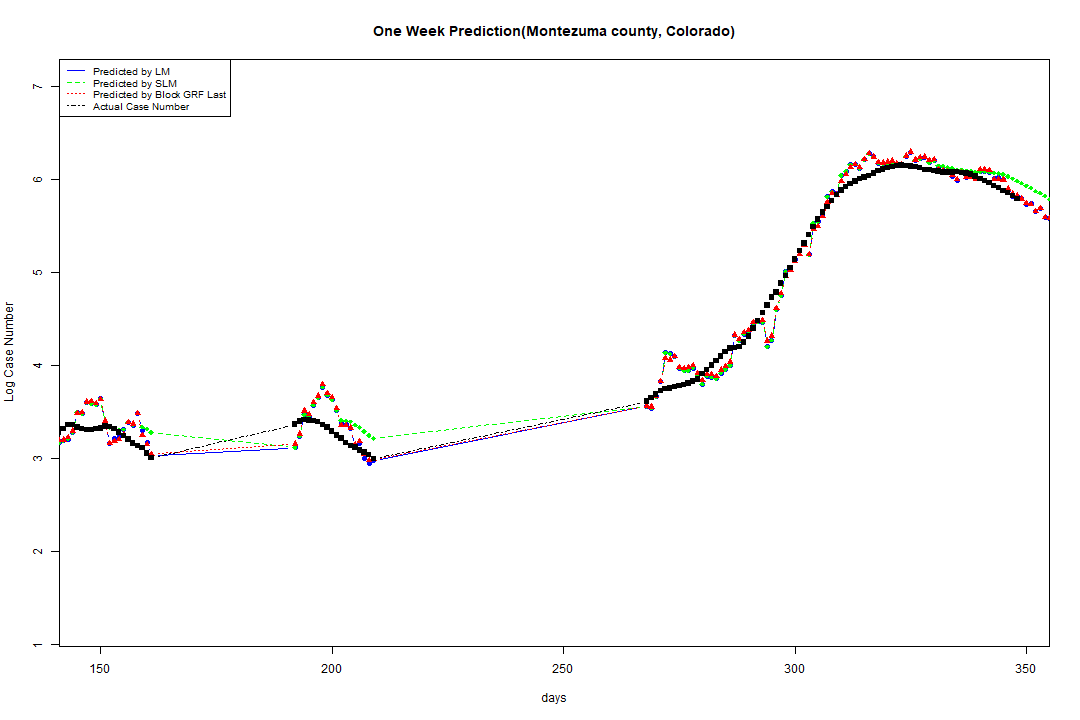 One Week Prediction(Montezuma county, Colorado)
Predicted by LM
Predicted by SLM
Predicted by Block GRF Last
Actual Case Number
7
6
5
4
3
2
1
Log Case Number
150 200 250 300 350
days